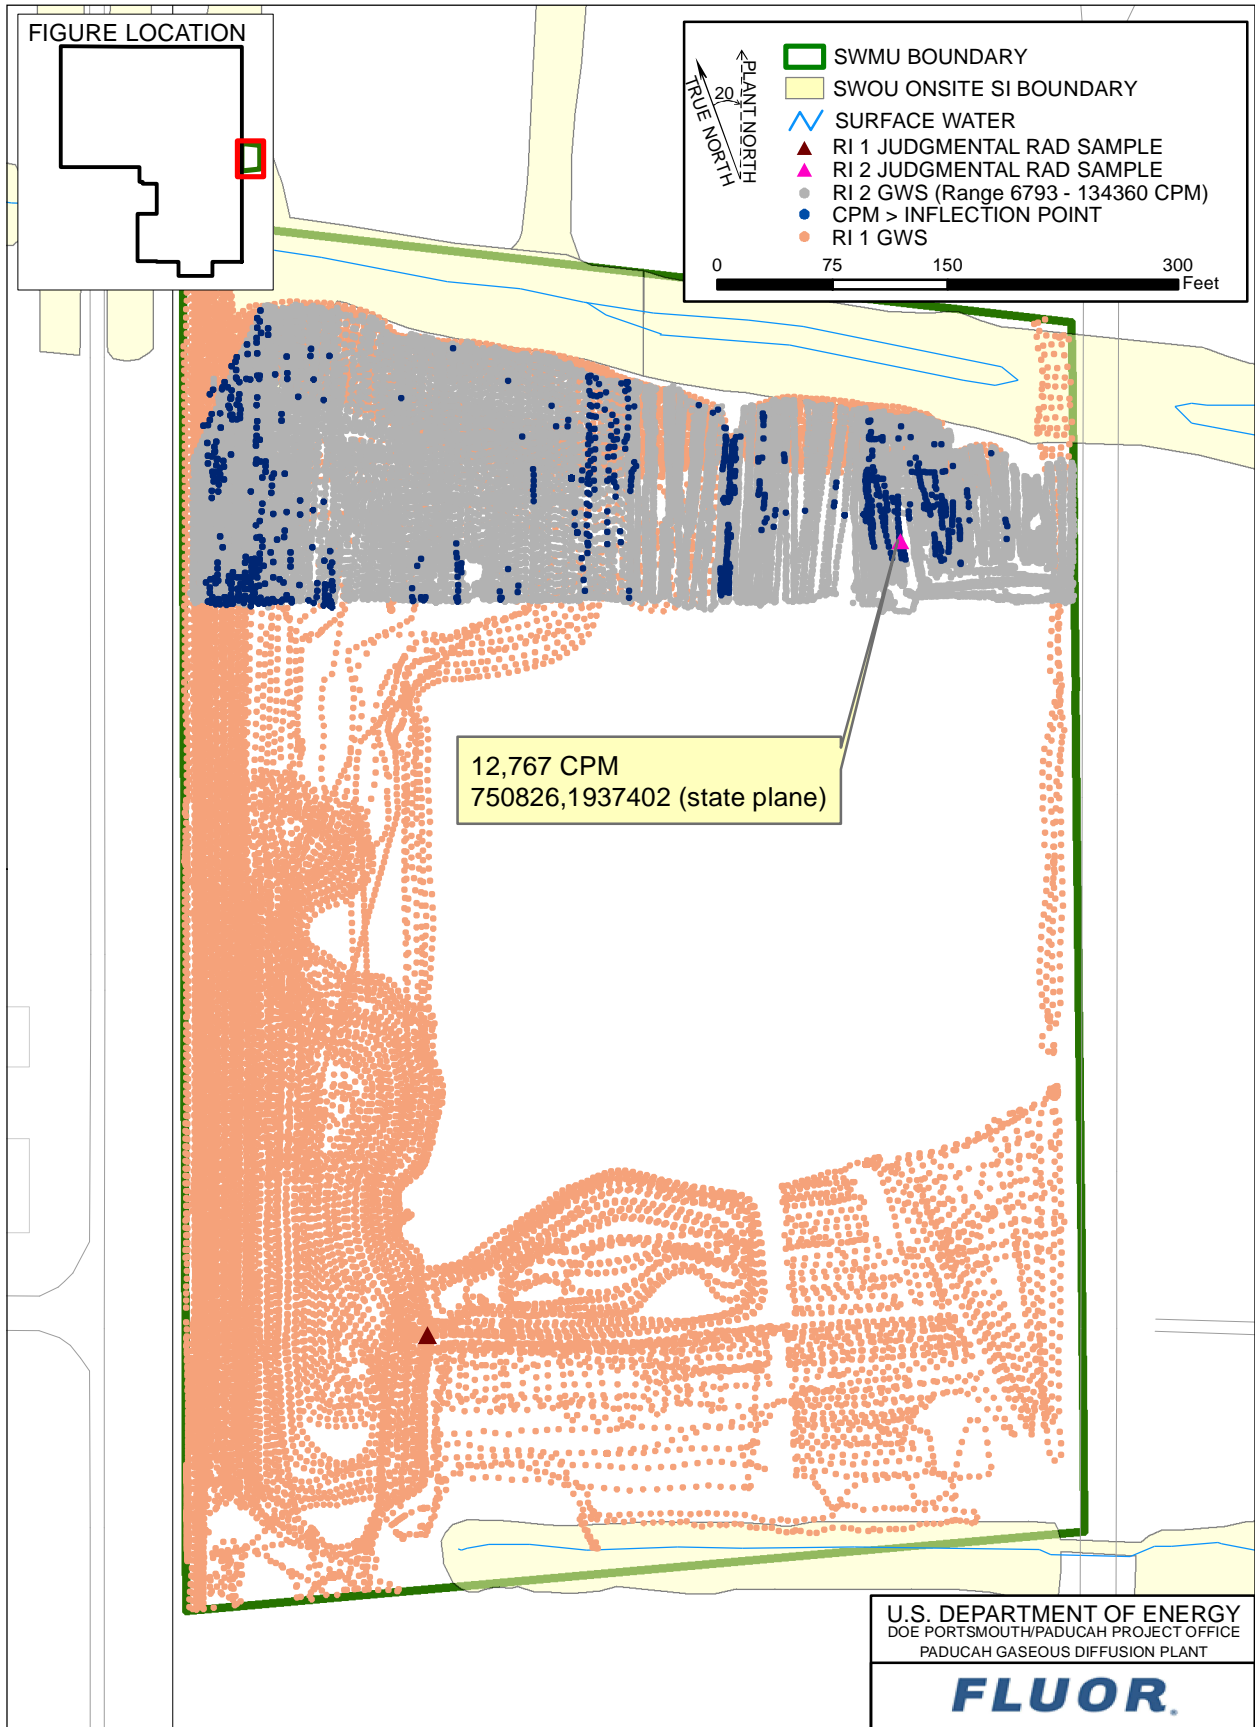 FIGURE LOCATION
TRUE NORTH
20
PLANT NORTH
SWMU BOUNDARY
SWOU ONSITE SI BOUNDARY
SURFACE WATER
RI 1 JUDGMENTAL RAD SAMPLE
RI 2 JUDGMENTAL RAD SAMPLE
RI 2 GWS (Range 6793 - 134360 CPM)
CPM > INFLECTION POINT
RI 1 GWS
0 75 150 300
Feet
12,767 CPM
750826,1937402 (state plane)
U.S. DEPARTMENT OF ENERGY
DOE PORTSMOUTH/PADUCAH PROJECT OFFICE
PADUCAH GASEOUS DIFFUSION PLANT
FLUOR®